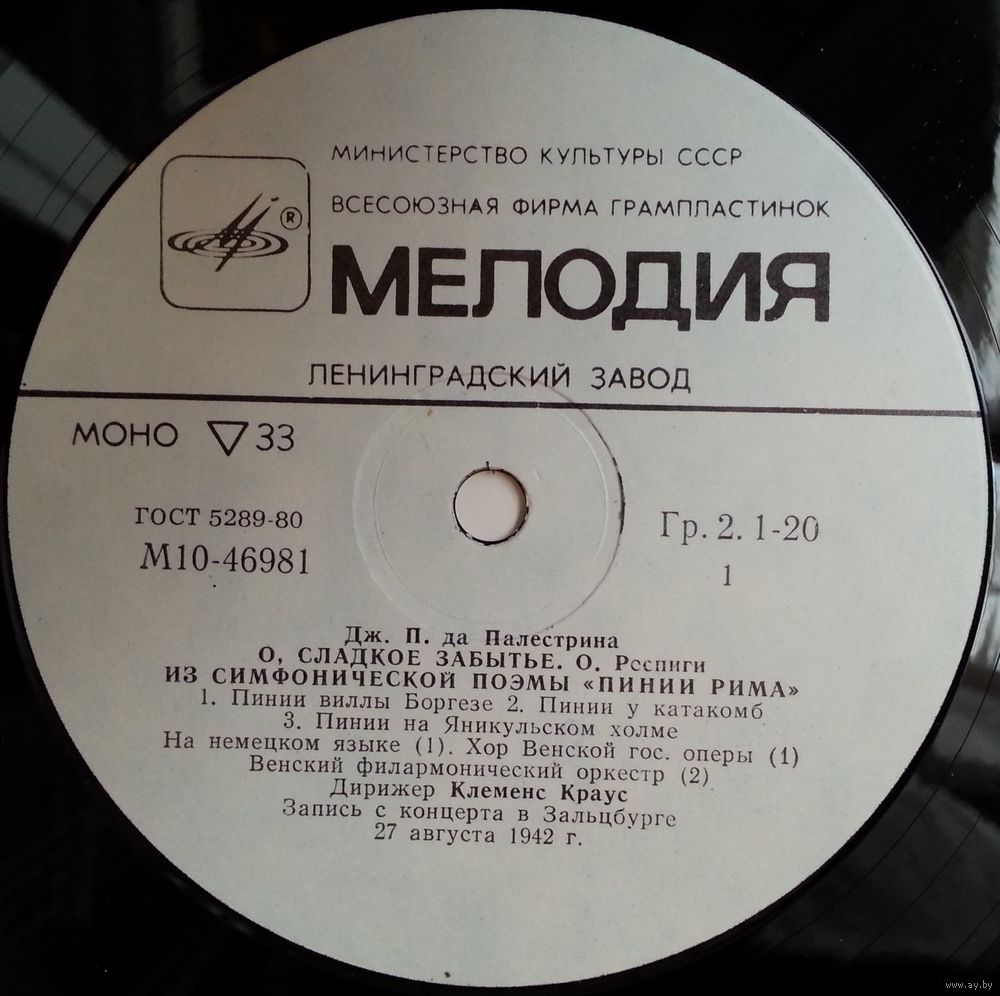 МИНИСТЕРСТВО КУЛЬТУРЫ СССР
ВСЕСОЮЗНАЯ ФИРМА ГРАМПЛАСТИНОК
®
МЕЛОДИЯ
ЛЕНИНГРАДСКИЙ ЗАВОД
МОНО ▽ 33
ГОСТ 5289-80
Гр. 2. 1-20
М10-46981
1
Дж. П. да Палестрина
О, СЛАДКОЕ ЗАБЫТЬЕ. О. Респиги
ИЗ СИМФОНИЧЕСКОЙ ПОЭМЫ «ПИНИИ РИМА»
1. Пинии виллы Боргезе 2. Пинии у катакомб
3. Пинии на Яникульском холме
На немецком языке (1). Хор Венской гос. оперы (1)
Венский филармонический оркестр (2)
Дирижер Клеменс Краус
Запись с концерта в Зальцбурге
27 августа 1942 г.
www.ay.by